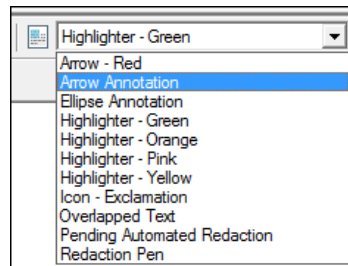 Highlighter - Green
Arrow - Red
Arrow Annotation
Ellipse Annotation
Highlighter - Green
Highlighter - Orange
Highlighter - Pink
Highlighter - Yellow
Icon - Exclamation
Overlapped Text
Pending Automated Redaction
Redaction Pen